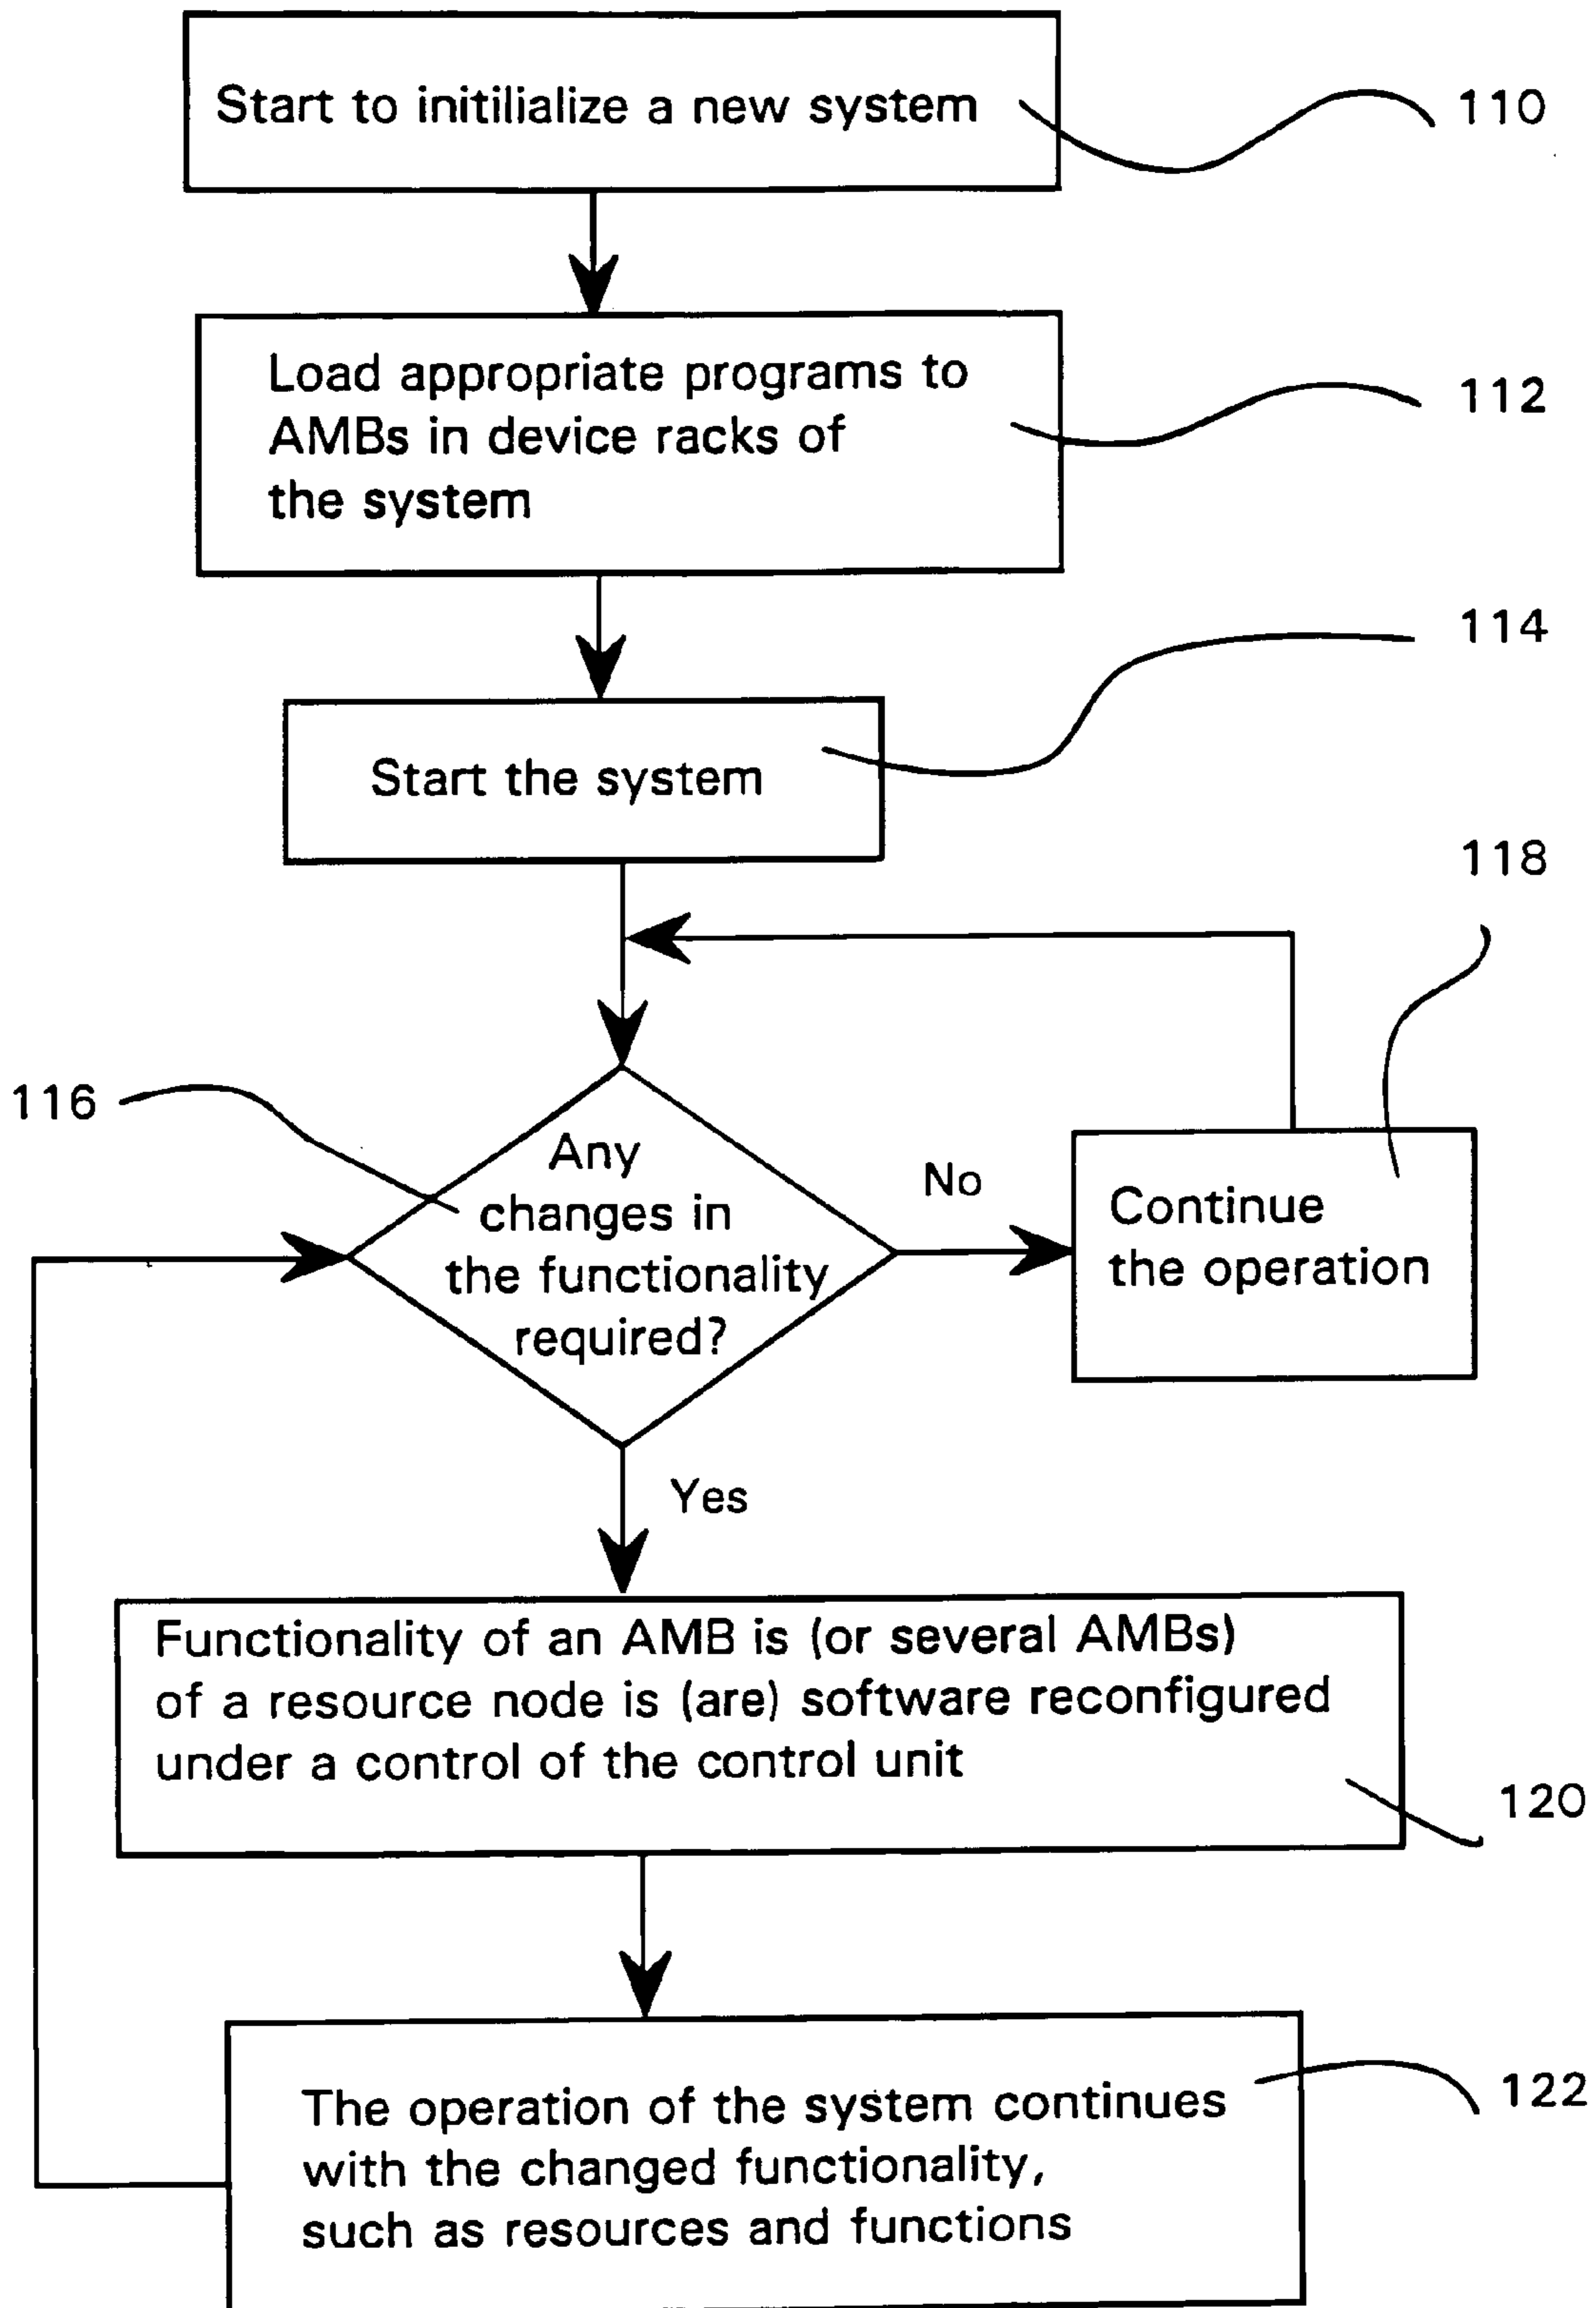 Start to initilialize a new system
110
Load appropriate programs to
AMBs in device racks of
the system
112
Start the system
114
118
116
Any
changes in
the functionality
required?
No
Continue
the operation
Yes
Functionality of an AMB is (or several AMBs)
of a resource node is (are) software reconfigured
under a control of the control unit
120
The operation of the system continues
with the changed functionality,
such as resources and functions
122